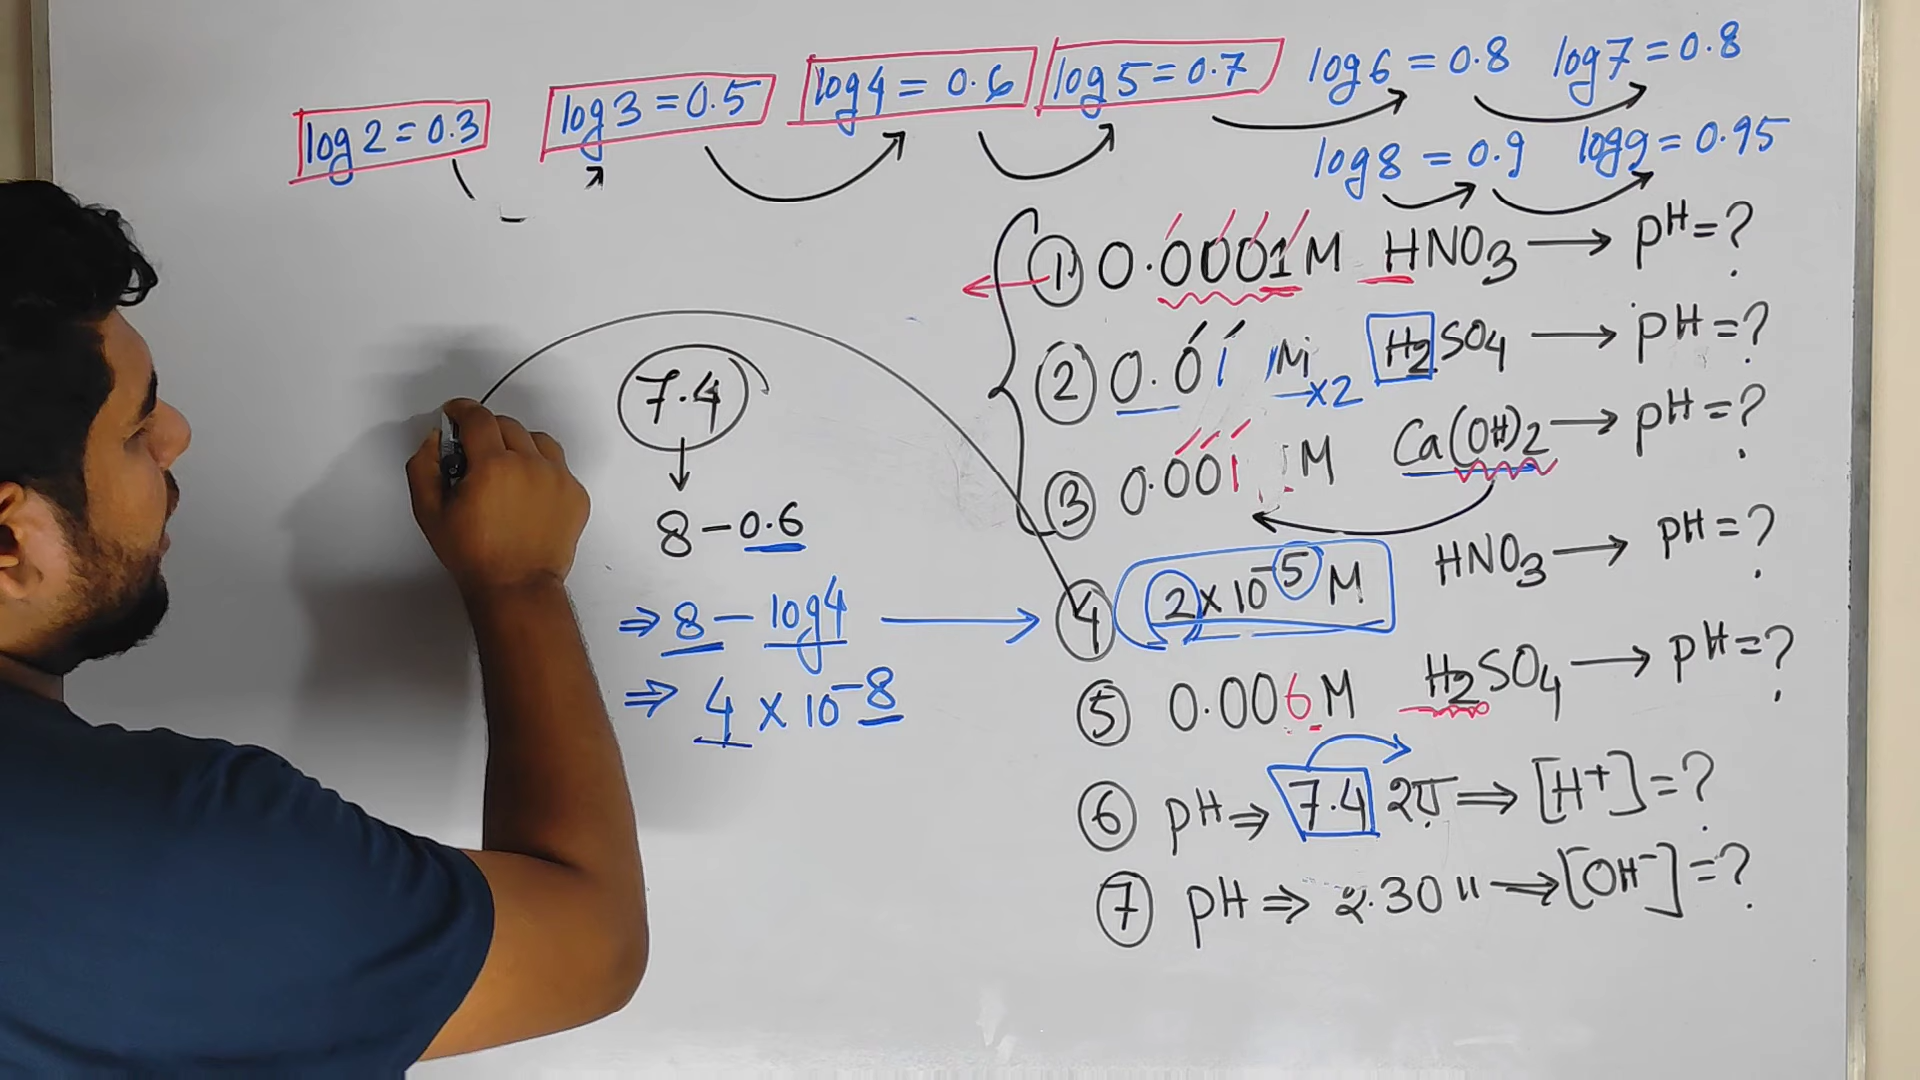 log 2 = 0.3 log 3 = 0.5 log 4 = 0.6 log 5 = 0.7 log 6 = 0.8 log 7 = 0.8
log 8 = 0.9 log 9 = 0.95
① 0.0001 M HNO3 → pH = ?
② 0.01 M ×2 H2SO4 → pH = ?
③ 0.001 M Ca(OH)2 → pH = ?
④ 2 × 10⁻⁵ M HNO3 → pH = ?
⑤ 0.006 M H2SO4 → pH = ?
⑥ pH ⇒ 7.4 হয় ⇒ [H⁺] = ?
⑦ pH ⇒ 2.30 " → [OH⁻] = ?
7.4
↓
8 − 0.6
⇒ 8 − log4 →
⇒ 4 × 10⁻⁸